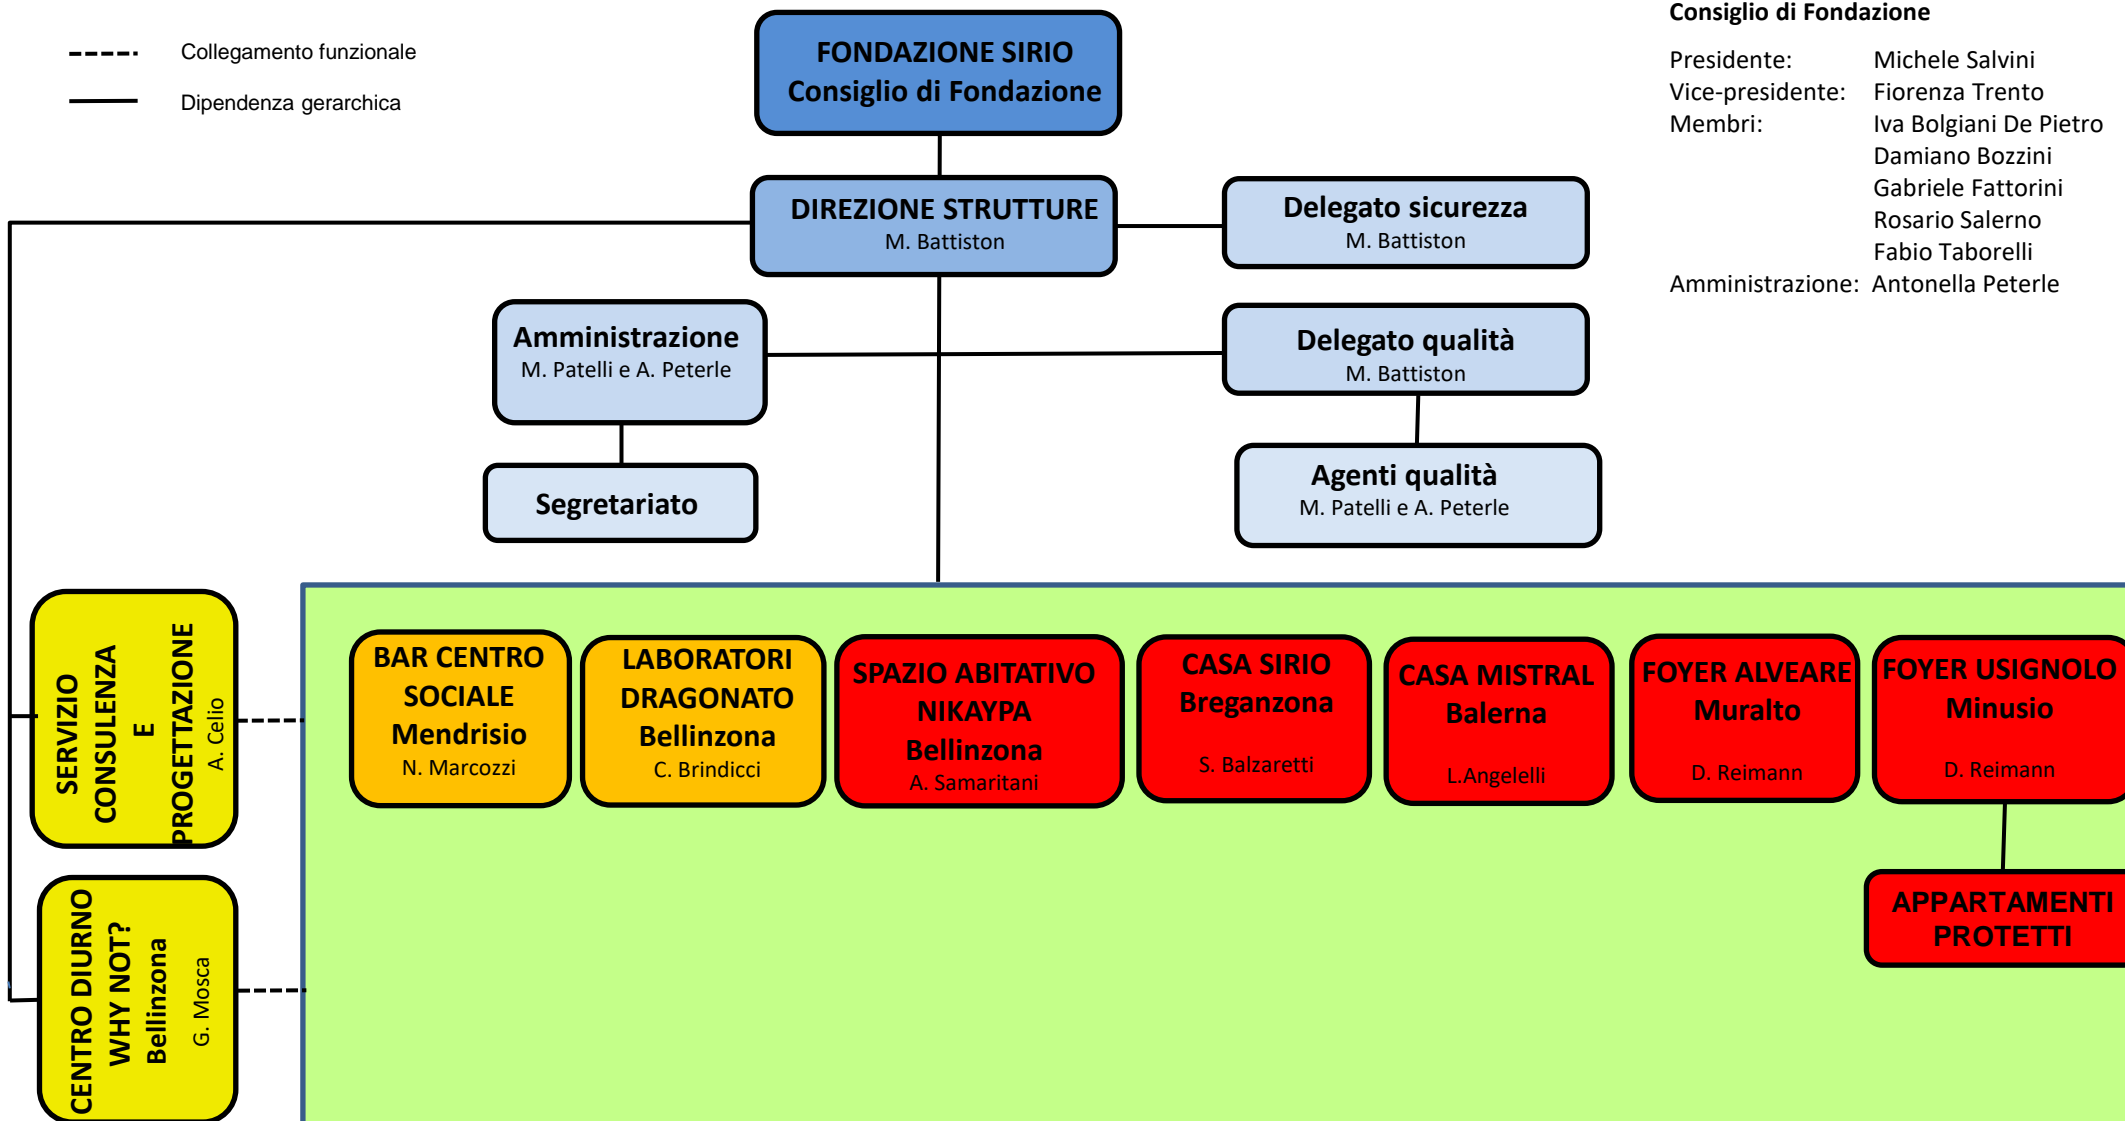 Collegamento funzionale
Dipendenza gerarchica
FONDAZIONE SIRIO
Consiglio di Fondazione
Consiglio di Fondazione
Presidente: Michele Salvini
Vice-presidente: Fiorenza Trento
Membri: Iva Bolgiani De Pietro
Damiano Bozzini
Gabriele Fattorini
Rosario Salerno
Fabio Taborelli
Amministrazione: Antonella Peterle
DIREZIONE STRUTTURE
M. Battiston
Delegato sicurezza
M. Battiston
Amministrazione
M. Patelli e A. Peterle
Delegato qualità
M. Battiston
Segretariato
Agenti qualità
M. Patelli e A. Peterle
SERVIZIO
CONSULENZA
E
PROGETTAZIONE
A. Celio
CENTRO DIURNO
WHY NOT?
Bellinzona
G. Mosca
BAR CENTRO
SOCIALE
Mendrisio
N. Marcozzi
LABORATORI
DRAGONATO
Bellinzona
C. Brindicci
SPAZIO ABITATIVO
NIKAYPA
Bellinzona
A. Samaritani
CASA SIRIO
Breganzona
S. Balzaretti
CASA MISTRAL
Balerna
L.Angelelli
FOYER ALVEARE
Muralto
D. Reimann
FOYER USIGNOLO
Minusio
D. Reimann
APPARTAMENTI
PROTETTI